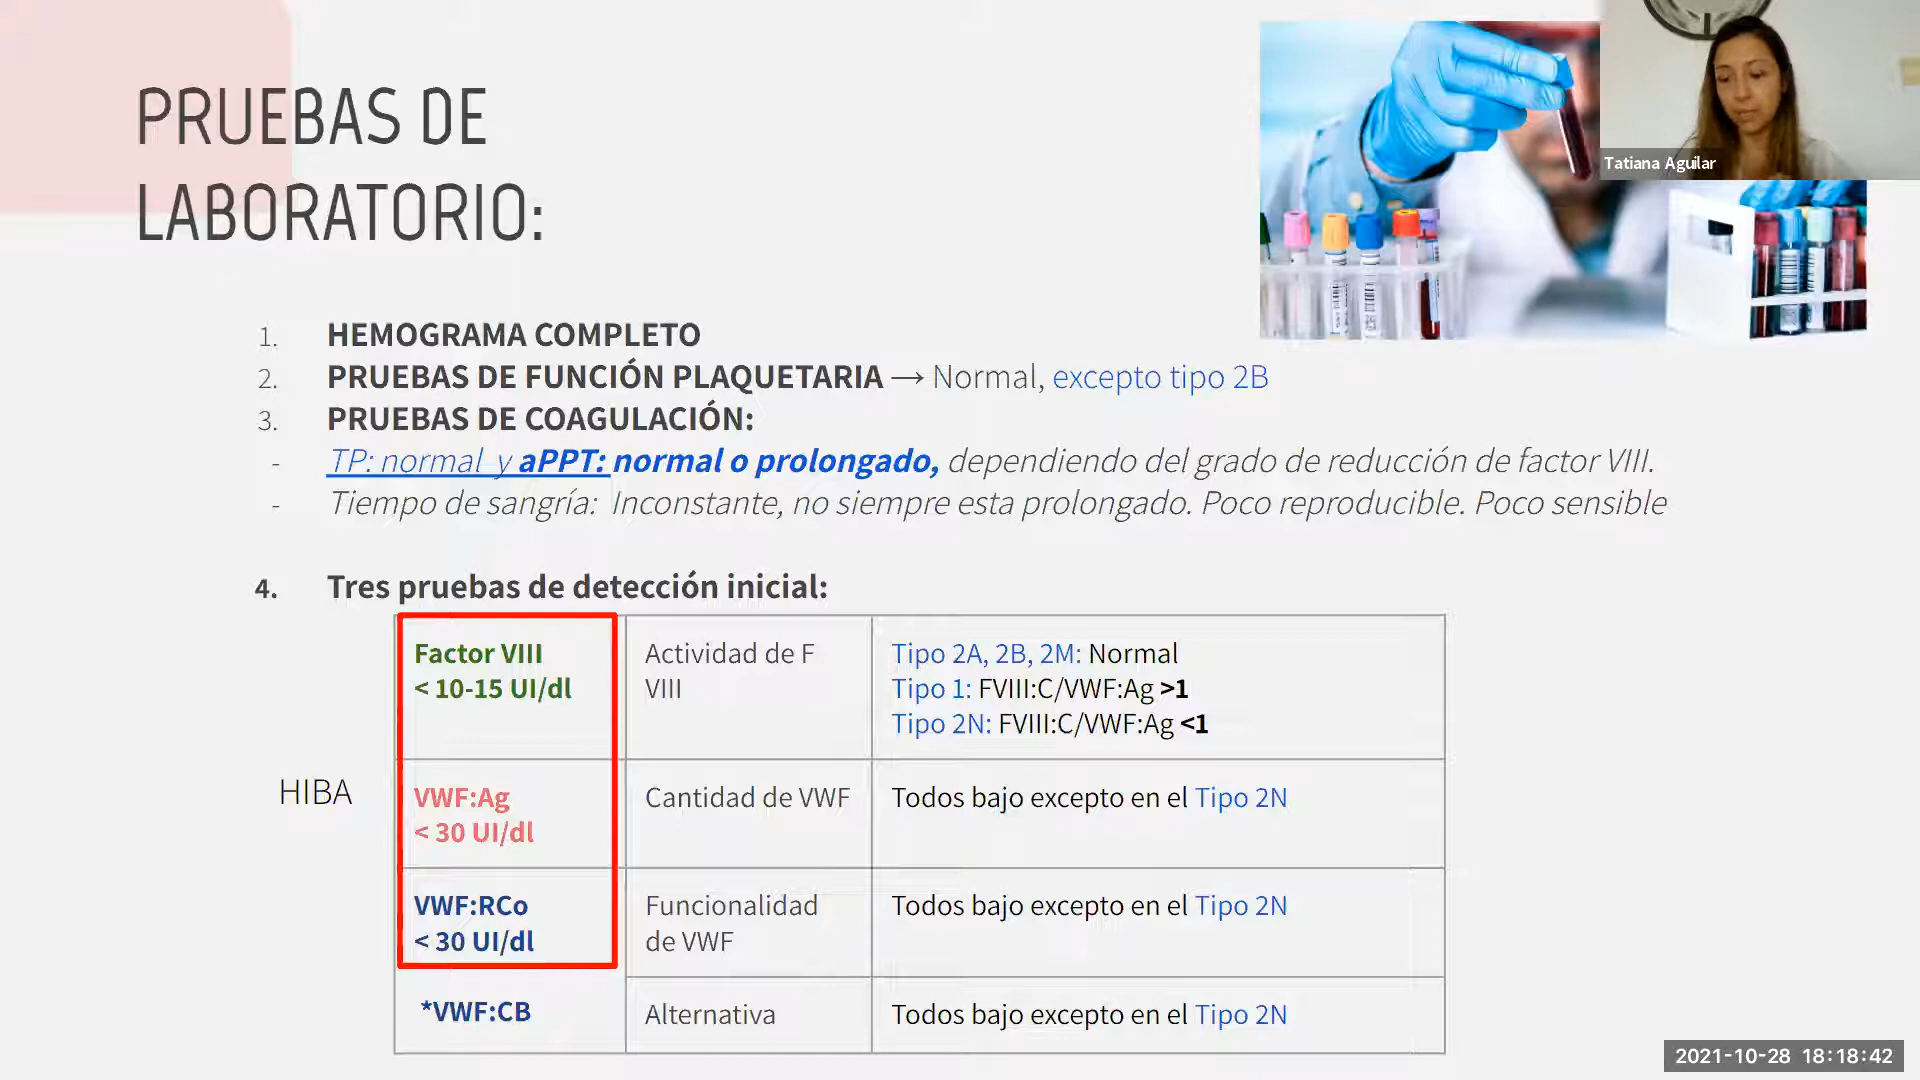 PRUEBAS DE
LABORATORIO:
Tatiana Aguilar
1. HEMOGRAMA COMPLETO
2. PRUEBAS DE FUNCIÓN PLAQUETARIA → Normal, excepto tipo 2B
3. PRUEBAS DE COAGULACIÓN:
- TP: normal y aPPT: normal o prolongado, dependiendo del grado de reducción de factor VIII.
- Tiempo de sangría: Inconstante, no siempre esta prolongado. Poco reproducible. Poco sensible
4. Tres pruebas de detección inicial:
HIBA
Factor VIII
< 10-15 UI/dl
Actividad de F
VIII
Tipo 2A, 2B, 2M: Normal
Tipo 1: FVIII:C/VWF:Ag >1
Tipo 2N: FVIII:C/VWF:Ag <1
VWF:Ag
< 30 UI/dl
Cantidad de VWF
Todos bajo excepto en el Tipo 2N
VWF:RCo
< 30 UI/dl
Funcionalidad
de VWF
Todos bajo excepto en el Tipo 2N
*VWF:CB
Alternativa
Todos bajo excepto en el Tipo 2N
2021-10-28 18:18:42